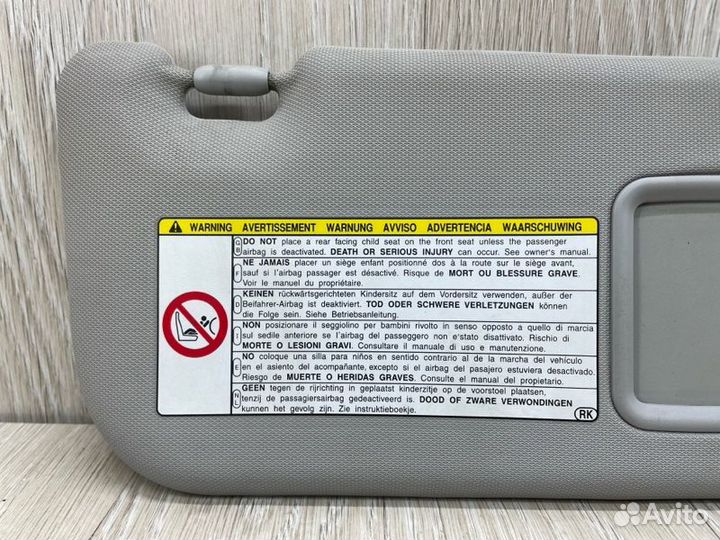 WARNING AVERTISSEMENT WARNUNG AVVISO ADVERTENCIA WAARSCHUWING
GB DO NOT place a rear facing child seat on the front seat unless the passenger
airbag is deactivated. DEATH OR SERIOUS INJURY can occur. See owner's manual.
F NE JAMAIS placer un siège enfant positionné dos à la route sur le siège avant,
sauf si l'airbag passager est désactivé. Risque de MORT OU BLESSURE GRAVE.
Voir le manuel du propriétaire.
D KEINEN rückwärtsgerichteten Kindersitz auf dem Vordersitz verwenden, außer der
Beifahrer-Airbag ist deaktiviert. TOD ODER SCHWERE VERLETZUNGEN können
die Folge sein. Siehe Betriebsanleitung.
I NON posizionare il seggiolino per bambini rivolto in senso opposto a quello di marcia
sul sedile anteriore se l'airbag del passeggero non e'stato disattivato. Rischio di
MORTE O LESIONI GRAVI. Consultare il manuale di uso e manutenzione.
E NO coloque una silla para niños en sentido contrario al de la marcha del vehículo
en el asiento del acompañante, excepto si el airbag del pasajero estuviera desactivado.
Riesgo de MUERTE O HERIDAS GRAVES. Consulte el manual del propietario.
NL GEEN tegen de rijrichting in geplaatst kinderzitje op de voorstoel plaatsen,
tenzij de passagiersairbag gedeactiveerd is. DOOD OF ZWARE VERWONDINGEN
kunnen het gevolg zijn. Zie instruktieboekje.
RK
Avito